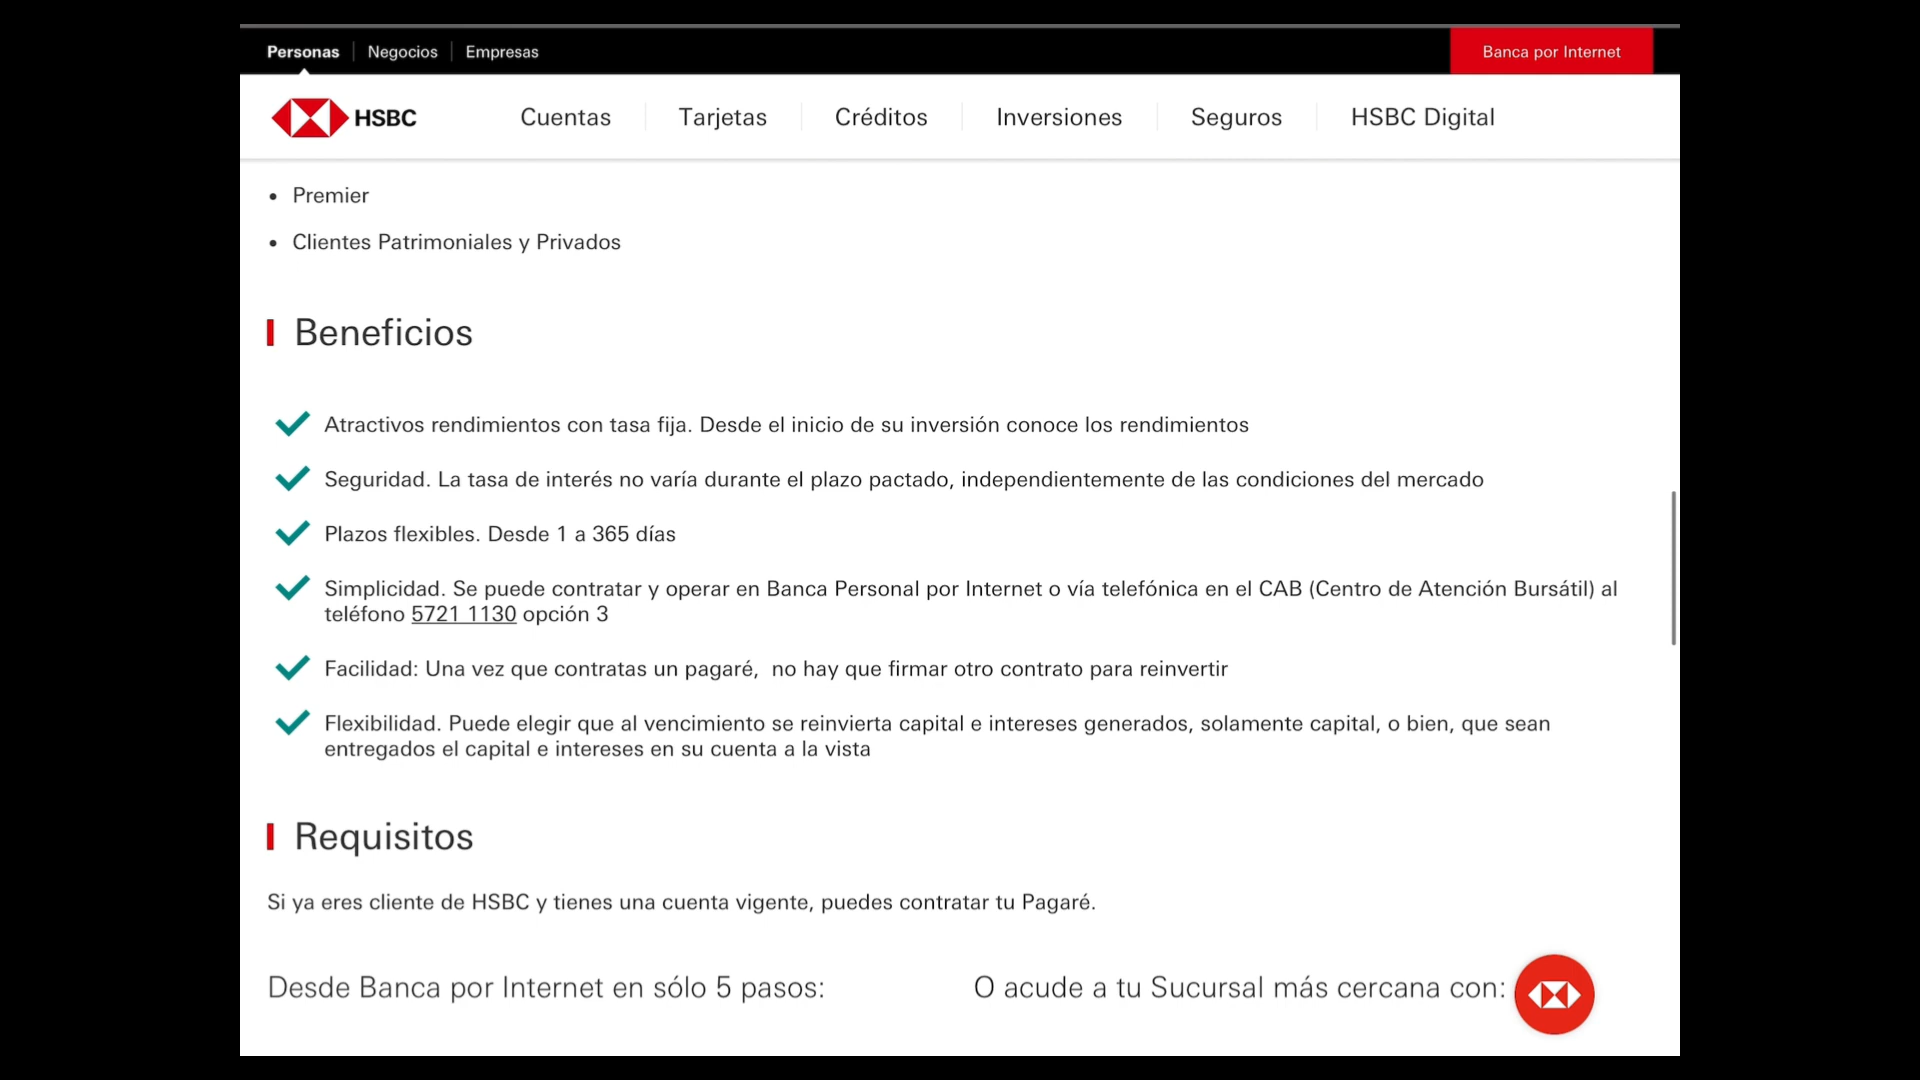 Personas Negocios Empresas Banca por Internet
HSBC Cuentas Tarjetas Créditos Inversiones Seguros HSBC Digital
• Premier
• Clientes Patrimoniales y Privados
Beneficios
Atractivos rendimientos con tasa fija. Desde el inicio de su inversión conoce los rendimientos
Seguridad. La tasa de interés no varía durante el plazo pactado, independientemente de las condiciones del mercado
Plazos flexibles. Desde 1 a 365 días
Simplicidad. Se puede contratar y operar en Banca Personal por Internet o vía telefónica en el CAB (Centro de Atención Bursátil) al
teléfono 5721 1130 opción 3
Facilidad: Una vez que contratas un pagaré, no hay que firmar otro contrato para reinvertir
Flexibilidad. Puede elegir que al vencimiento se reinvierta capital e intereses generados, solamente capital, o bien, que sean
entregados el capital e intereses en su cuenta a la vista
Requisitos
Si ya eres cliente de HSBC y tienes una cuenta vigente, puedes contratar tu Pagaré.
Desde Banca por Internet en sólo 5 pasos: O acude a tu Sucursal más cercana con: